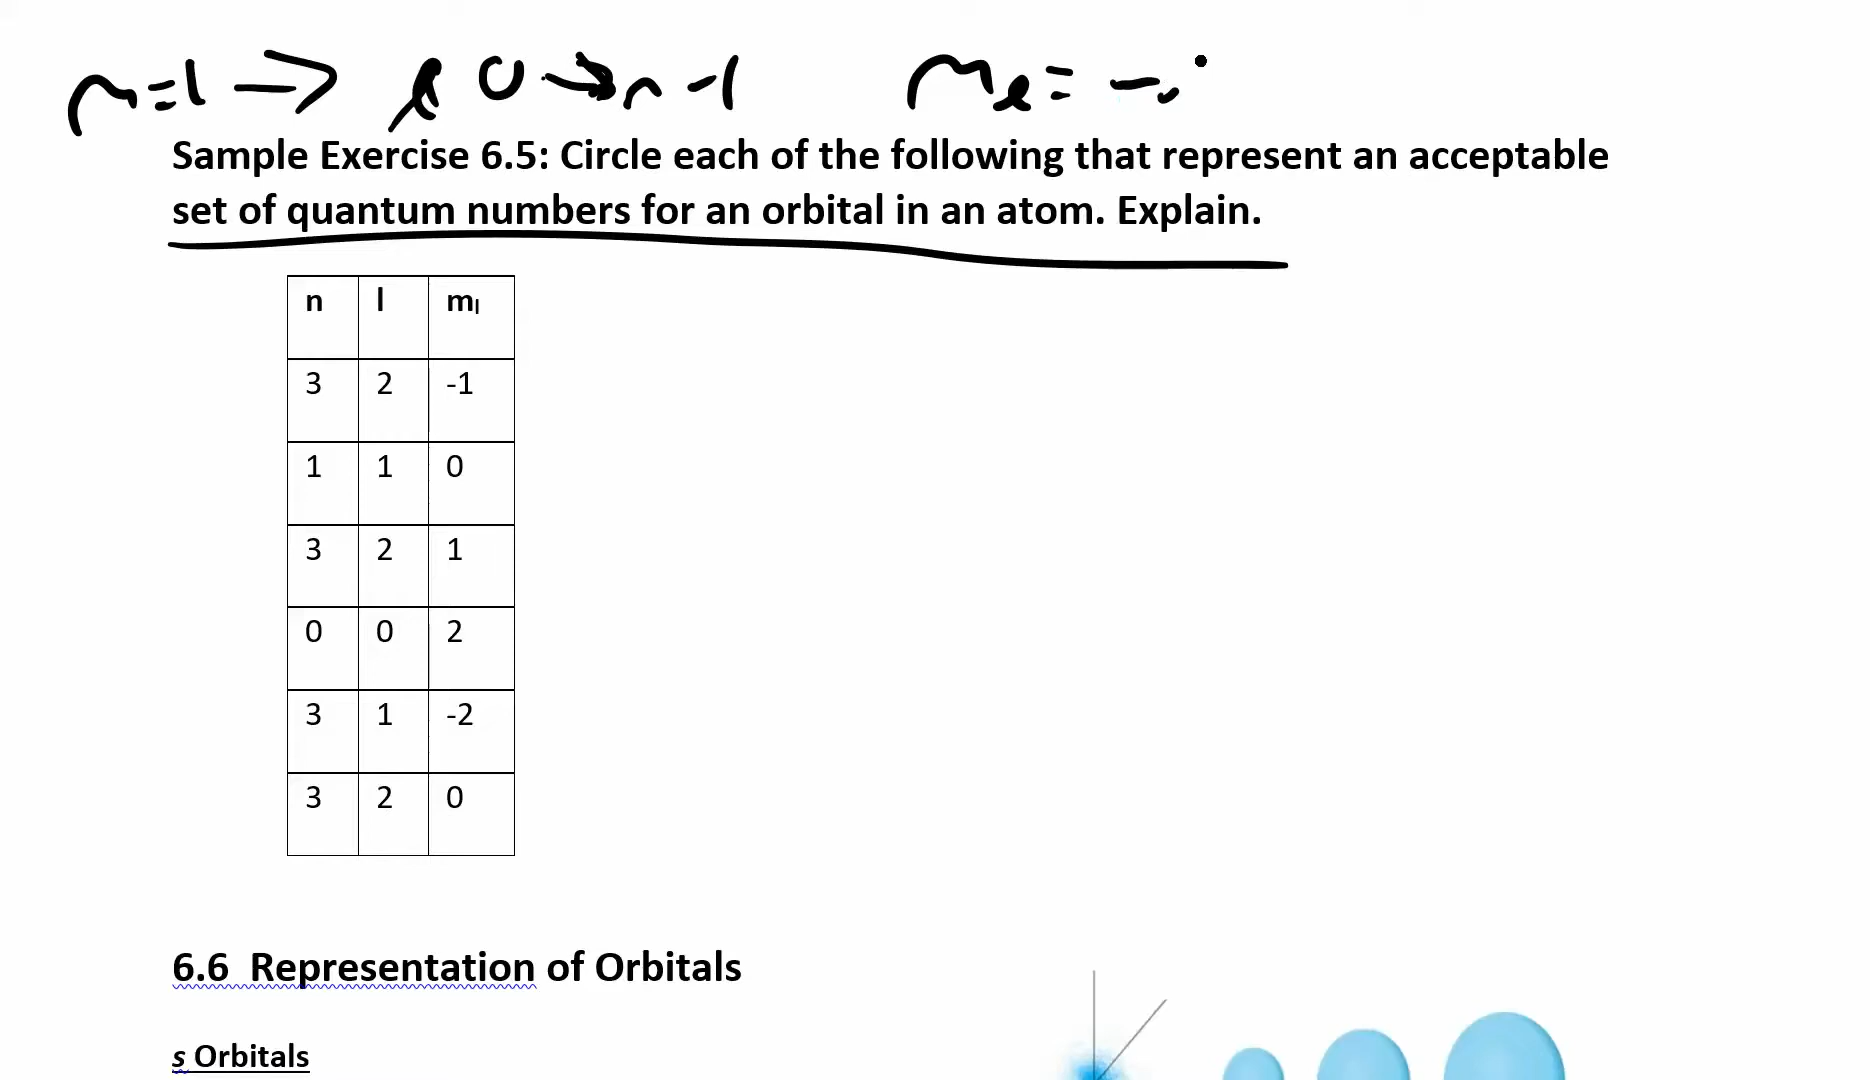 n=1 → l 0 → n-1 mℓ= -
Sample Exercise 6.5: Circle each of the following that represent an acceptable
set of quantum numbers for an orbital in an atom. Explain.
n l ml
3 2 -1
1 1 0
3 2 1
0 0 2
3 1 -2
3 2 0
6.6 Representation of Orbitals
s Orbitals